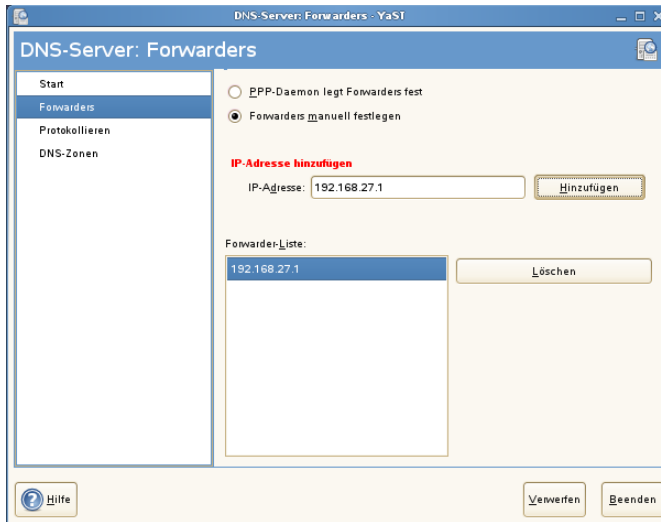 DNS-Server: Forwarders - YaST
DNS-Server: Forwarders
Start
Forwarders
Protokollieren
DNS-Zonen
PPP-Daemon legt Forwarders fest
Forwarders manuell festlegen
IP-Adresse hinzufügen
IP-Adresse: 192.168.27.1 Hinzufügen
Forwarder-Liste:
192.168.27.1 Löschen
Hilfe Verwerfen Beenden